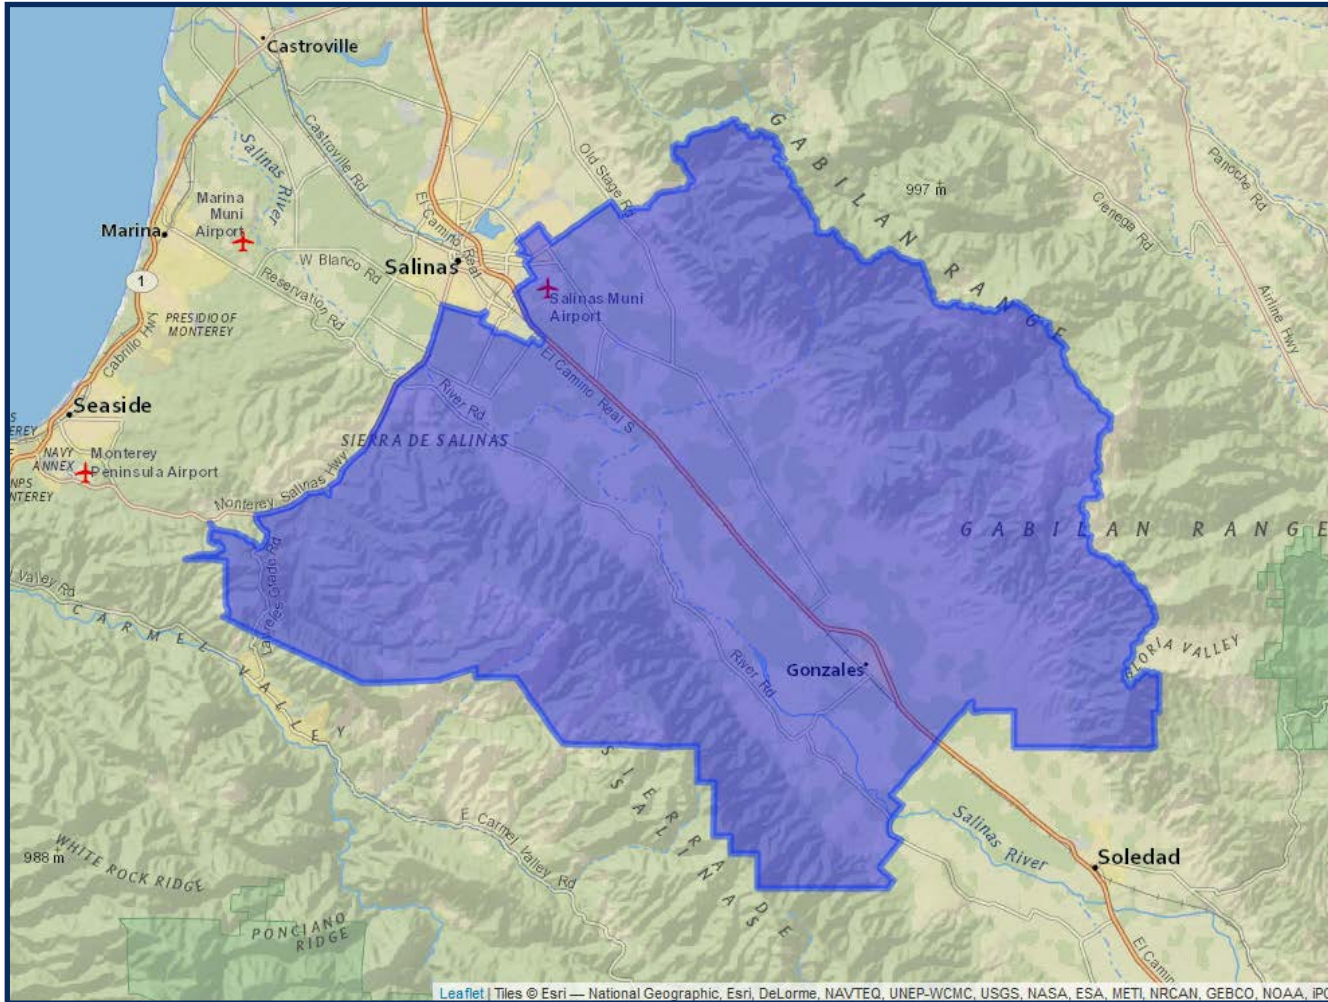 Castroville
GABILAN RANGE
Panoche Rd
Castroville Rd
Salinas River
Old Stage Rd
997 m
Cienega Rd
Marina
Muni
Airport
El Camino Real
Marina
W Blanco Rd
Salinas
1
Reservation Rd
Salinas Muni
Airport
Airline Hwy
PRESIDIO OF
MONTEREY
Cabrillo Hwy
El Camino Real S
River Rd
Seaside
SIERRA DE SALINAS
NAVY
ANNEX
Monterey
Peninsula Airport
NPS
Monterey Salinas Hwy
GABILAN RANGE
Laureles Grade Rd
Valley Rd
CARMEL VALLEY
GLORIA VALLEY
River Rd
Gonzales
SIERRA DE
SALINAS
E Carmel Valley Rd
Salinas River
988 m
WHITE ROCK RIDGE
Soledad
PONCIANO
RIDGE
Leaflet | Tiles © Esri — National Geographic, Esri, DeLorme, NAVTEQ, UNEP-WCMC, USGS, NASA, ESA, METI, NRCAN, GEBCO, NOAA, iPC